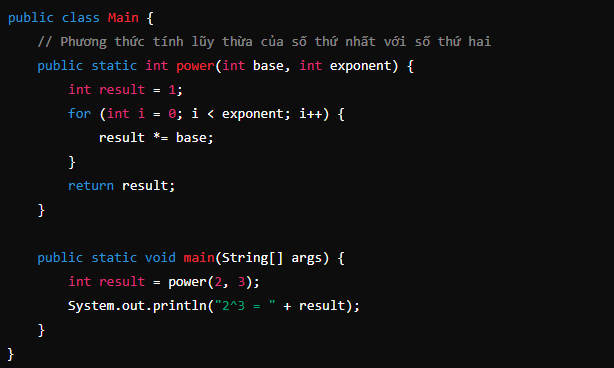 public class Main {
    // Phương thức tính lũy thừa của số thứ nhất với số thứ hai
    public static int power(int base, int exponent) {
        int result = 1;
        for (int i = 0; i < exponent; i++) {
            result *= base;
        }
        return result;
    }

    public static void main(String[] args) {
        int result = power(2, 3);
        System.out.println("2^3 = " + result);
    }
}